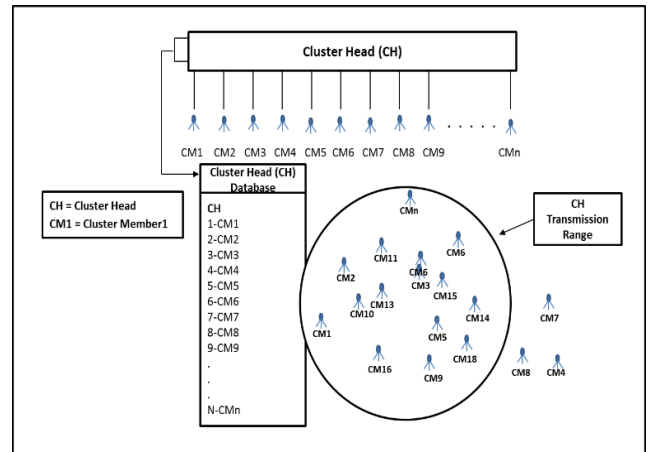 Cluster Head (CH)
CM1 CM2 CM3 CM4 CM5 CM6 CM7 CM8 CM9 . . . . . CMn
Cluster Head (CH)
Database
CH
1-CM1
2-CM2
3-CM3
4-CM4
5-CM5
6-CM6
7-CM7
8-CM8
9-CM9
.
.
.
N-CMn
CH = Cluster Head
CM1 = Cluster Member1
CH
Transmission
Range
CMn
CM6
CM11
CM6
CM2
CM3
CM15
CM13
CM10
CM14
CM7
CM1
CM5
CM18
CM16
CM9
CM8
CM4